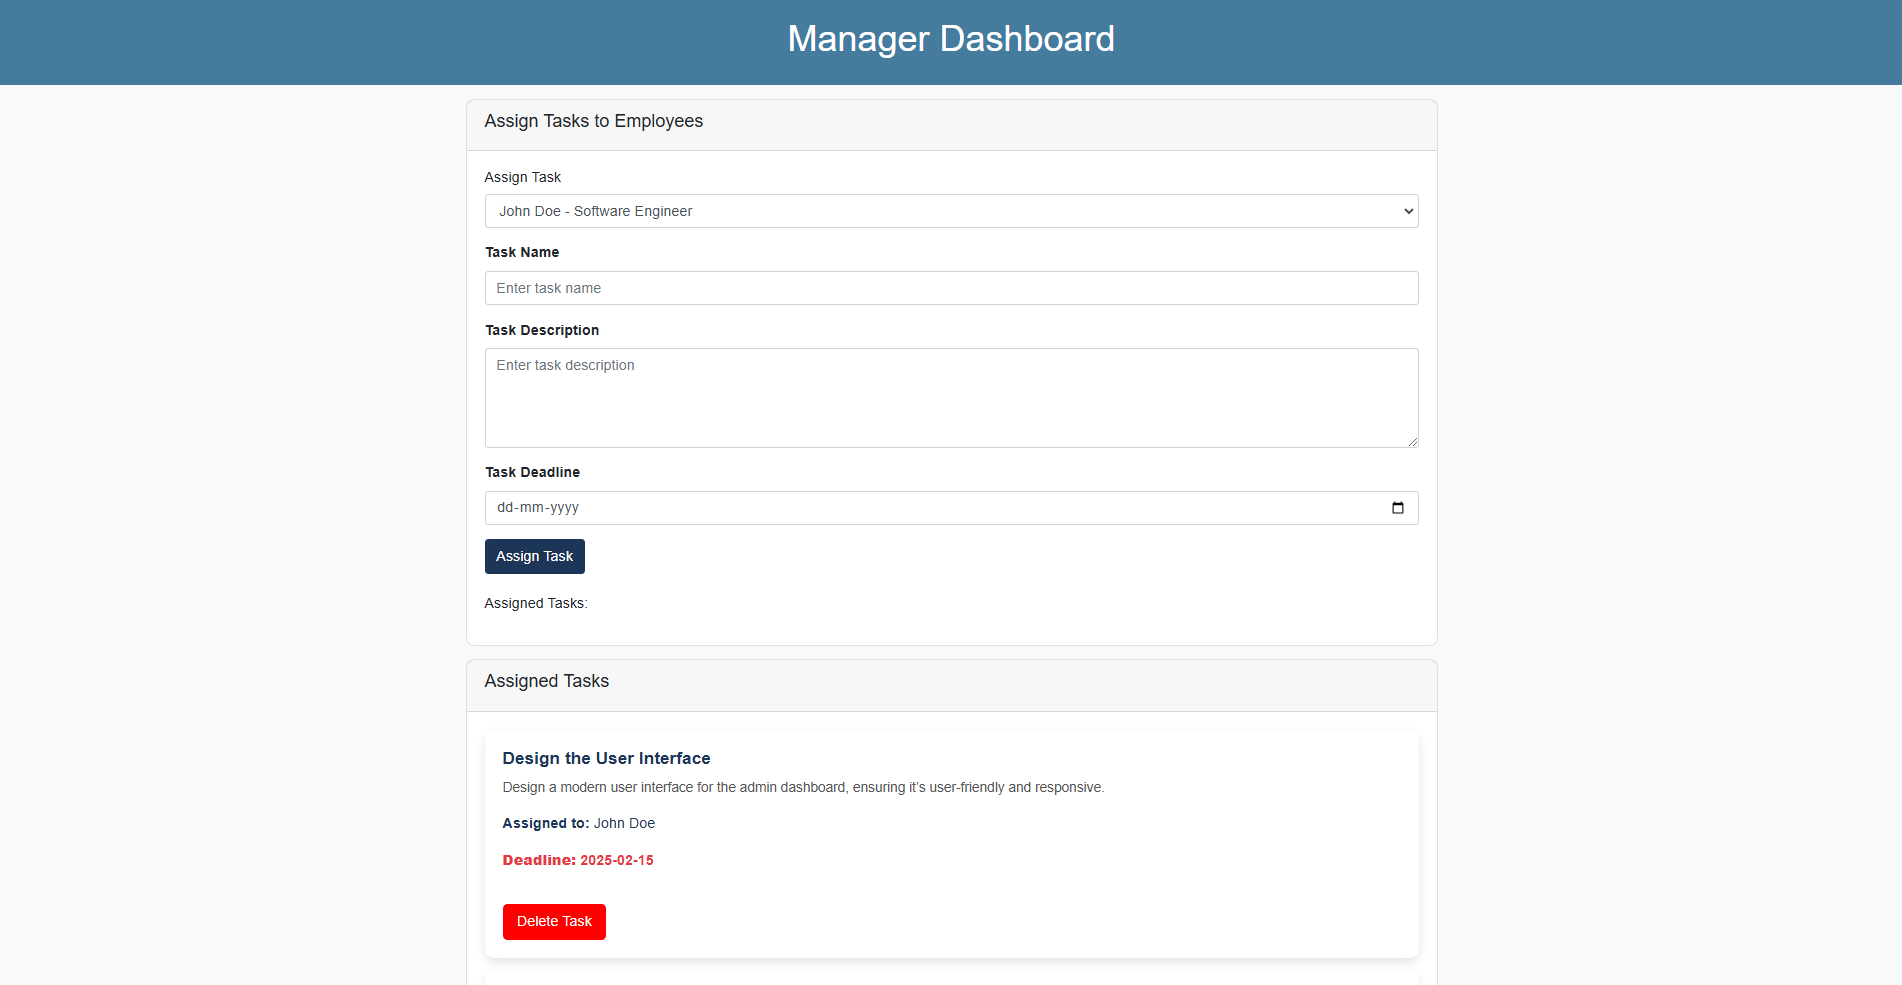 Manager Dashboard
Assign Tasks to Employees
Assign Task
John Doe - Software Engineer
Task Name
Enter task name
Task Description
Enter task description
Task Deadline
dd-mm-yyyy
Assign Task
Assigned Tasks:
Assigned Tasks
Design the User Interface
Design a modern user interface for the admin dashboard, ensuring it’s user-friendly and responsive.
Assigned to: John Doe
Deadline: 2025-02-15
Delete Task